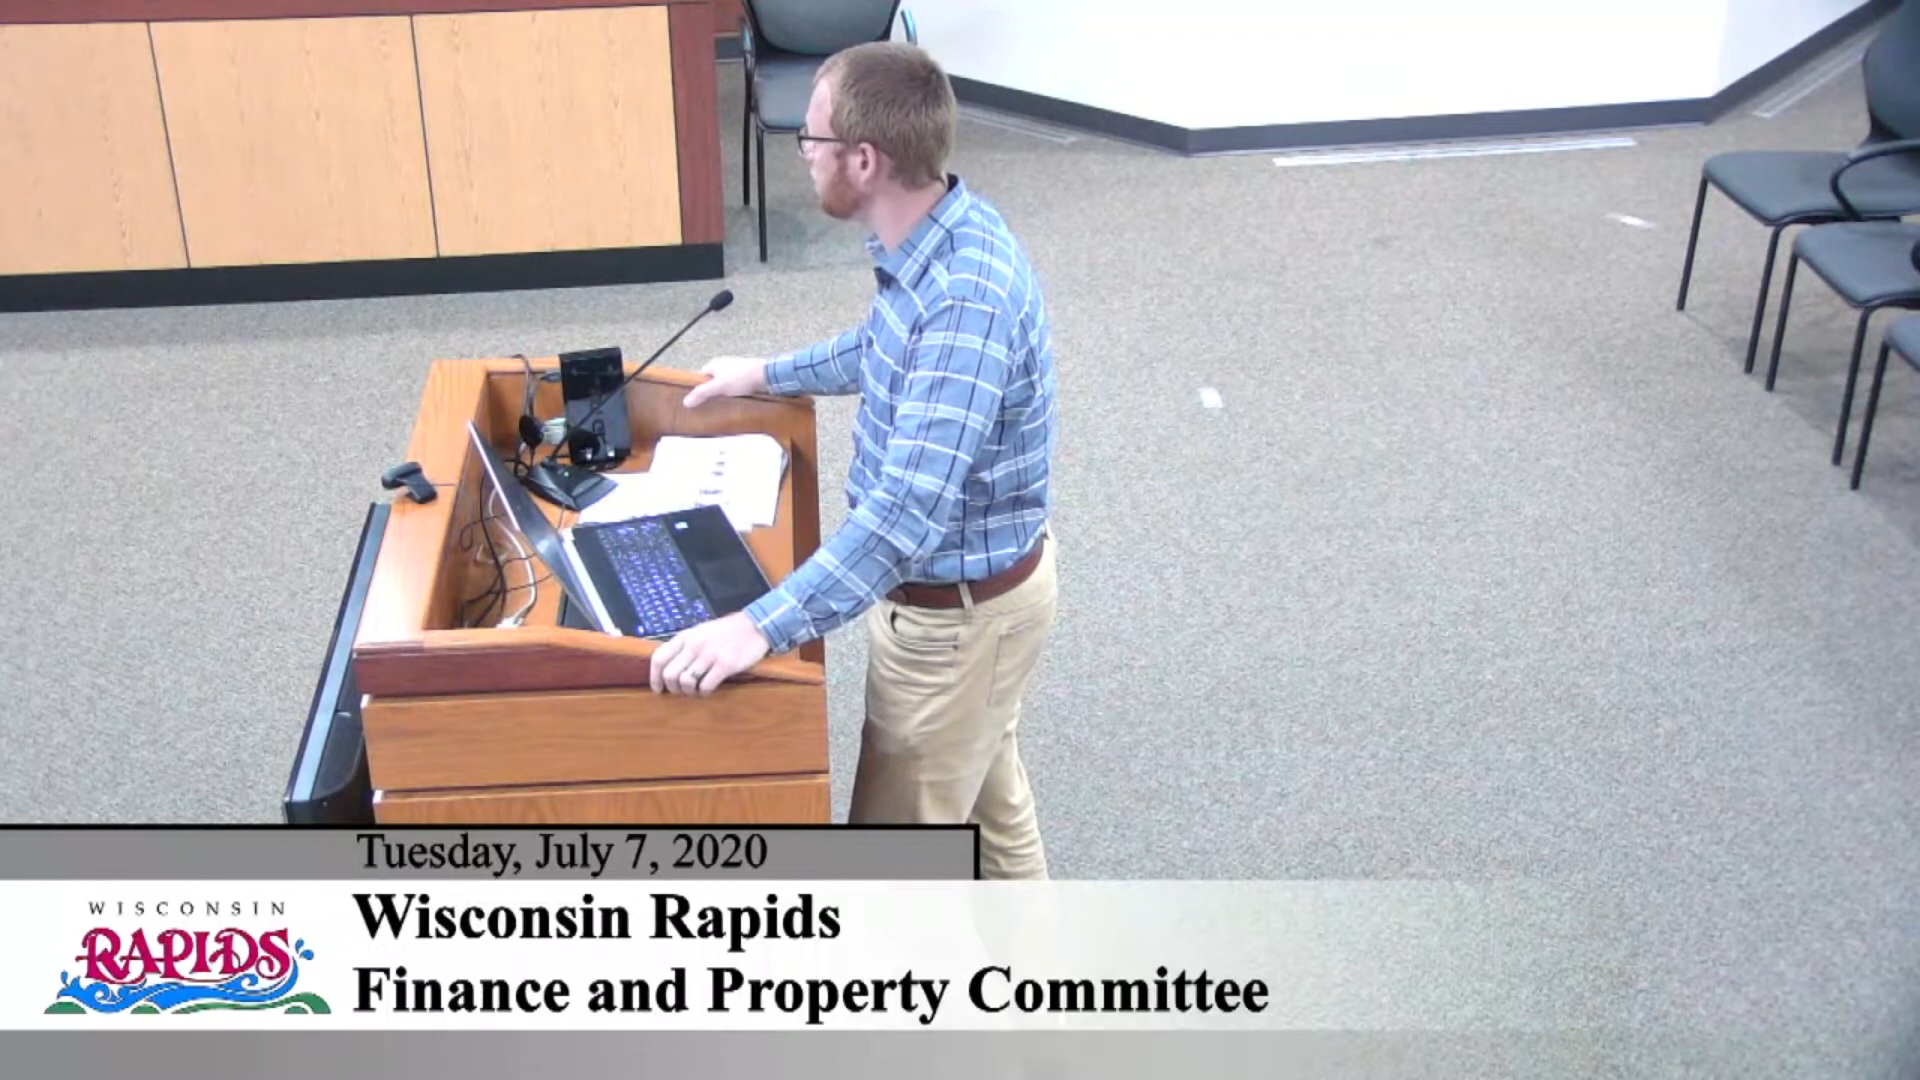 Tuesday, July 7, 2020
WISCONSIN
RAPIDS
Wisconsin Rapids
Finance and Property Committee